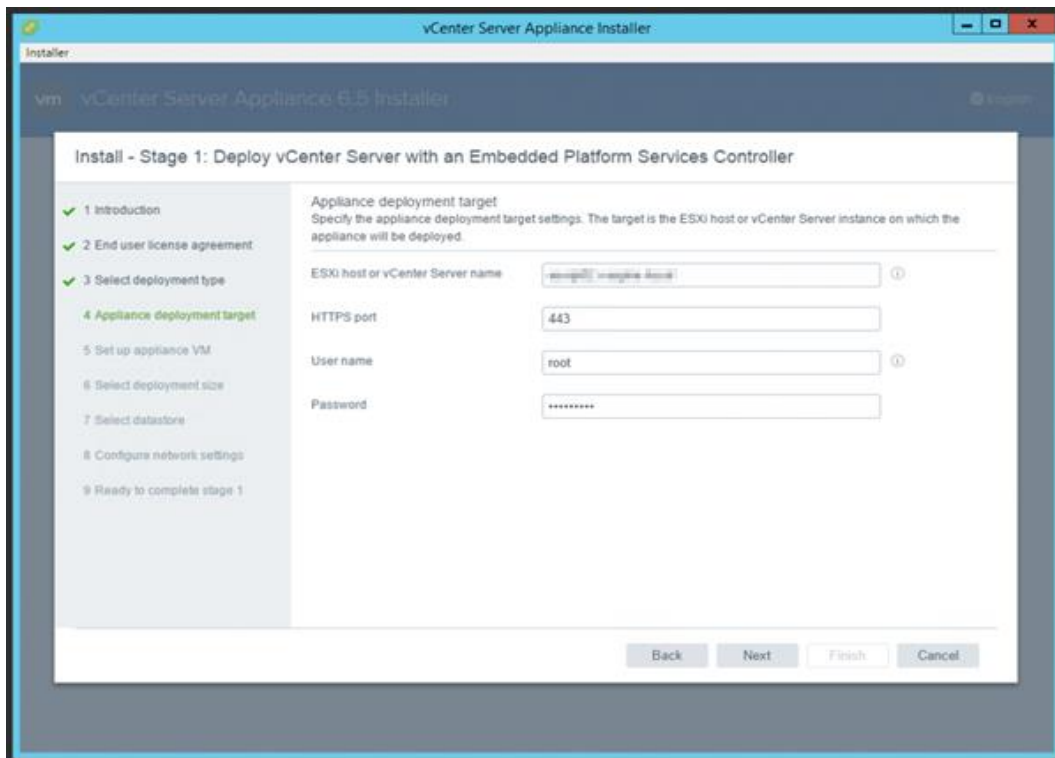 vCenter Server Appliance Installer
Installer
vm vCenter Server Appliance 6.5 Installer
English
Install - Stage 1: Deploy vCenter Server with an Embedded Platform Services Controller
1 Introduction
2 End user license agreement
3 Select deployment type
4 Appliance deployment target
5 Set up appliance VM
6 Select deployment size
7 Select datastore
8 Configure network settings
9 Ready to complete stage 1
Appliance deployment target
Specify the appliance deployment target settings. The target is the ESXi host or vCenter Server instance on which the
appliance will be deployed.
ESXi host or vCenter Server name
HTTPS port 443
User name root
Password •••••••••
Back Next Finish Cancel